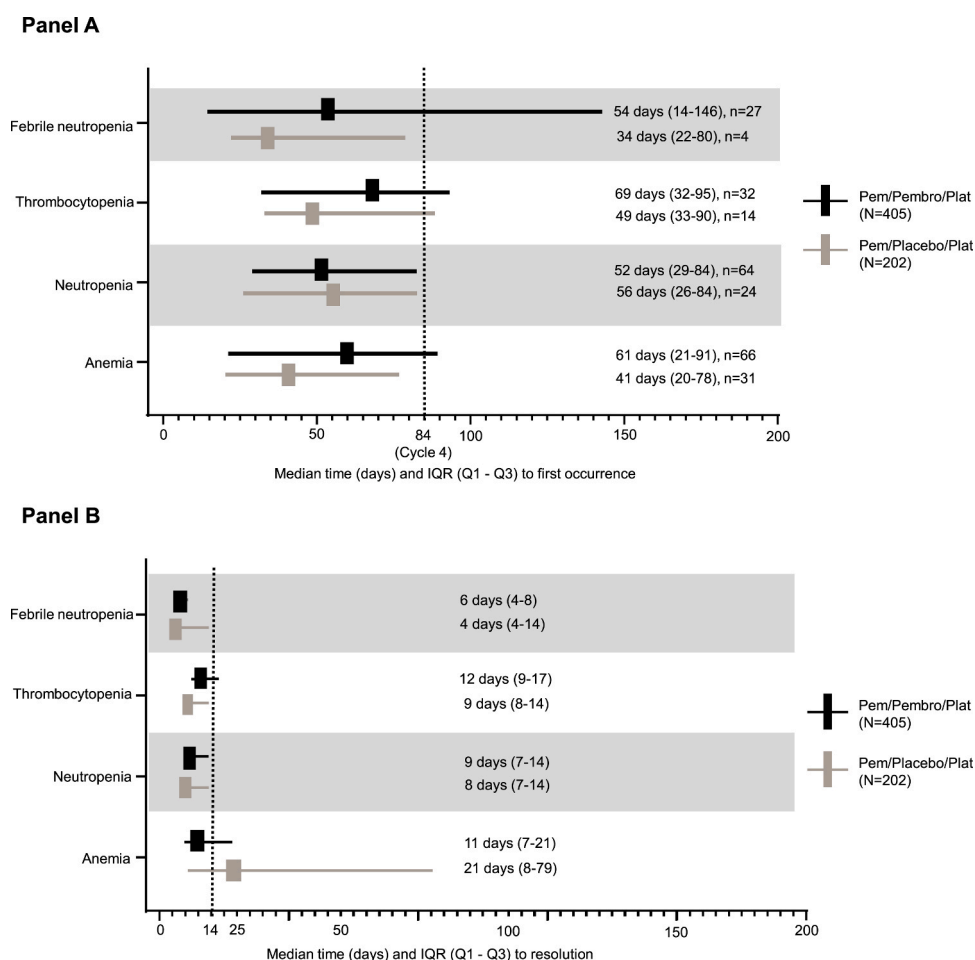 Panel A
Febrile neutropenia
54 days (14-146), n=27
34 days (22-80), n=4
Thrombocytopenia
69 days (32-95), n=32
49 days (33-90), n=14
Neutropenia
52 days (29-84), n=64
56 days (26-84), n=24
Anemia
61 days (21-91), n=66
41 days (20-78), n=31
Pem/Pembro/Plat
(N=405)
Pem/Placebo/Plat
(N=202)
0 50 84 100 150 200
(Cycle 4)
Median time (days) and IQR (Q1 - Q3) to first occurrence
Panel B
Febrile neutropenia
6 days (4-8)
4 days (4-14)
Thrombocytopenia
12 days (9-17)
9 days (8-14)
Neutropenia
9 days (7-14)
8 days (7-14)
Anemia
11 days (7-21)
21 days (8-79)
Pem/Pembro/Plat
(N=405)
Pem/Placebo/Plat
(N=202)
0 14 25 50 100 150 200
Median time (days) and IQR (Q1 - Q3) to resolution